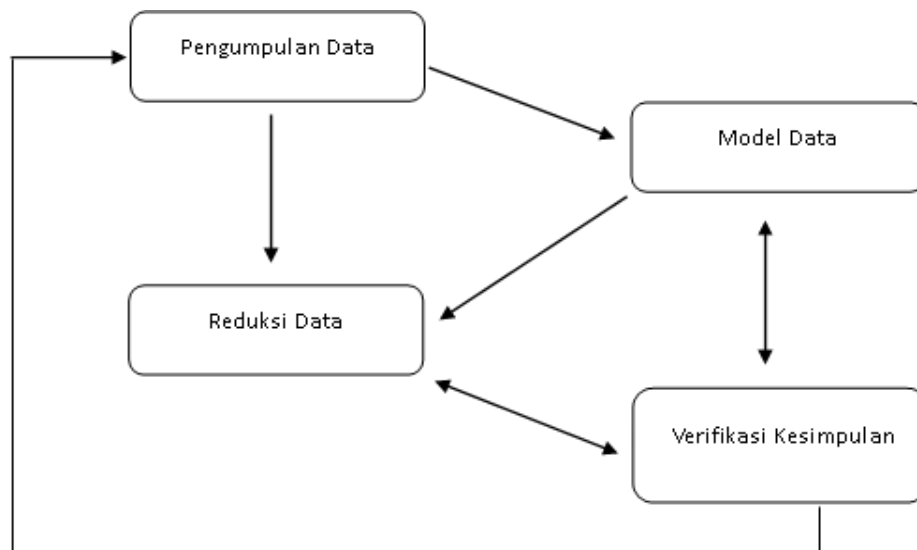 Pengumpulan Data
Model Data
Reduksi Data
Verifikasi Kesimpulan